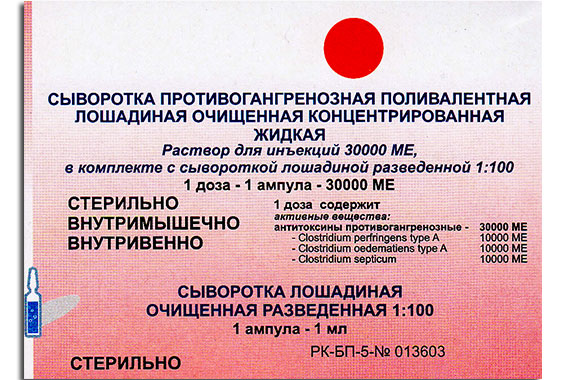 СЫВОРОТКА ПРОТИВОГАНГРЕНОЗНАЯ ПОЛИВАЛЕНТНАЯ
ЛОШАДИНАЯ ОЧИЩЕННАЯ КОНЦЕНТРИРОВАННАЯ
ЖИДКАЯ
Раствор для инъекций 30000 МЕ,
в комплекте с сывороткой лошадиной разведенной 1:100
1 доза - 1 ампула - 30000 МЕ
СТЕРИЛЬНО
ВНУТРИМЫШЕЧНО
ВНУТРИВЕННО
1 доза содержит
активные вещества:
антитоксины противогангренозные - 30000 МЕ
- Clostridium perfringens type A 10000 МЕ
- Clostridium oedematiens type A 10000 МЕ
- Clostridium septicum 10000 МЕ
СЫВОРОТКА ЛОШАДИНАЯ
ОЧИЩЕННАЯ РАЗВЕДЕННАЯ 1:100
1 ампула - 1 мл
РК-БП-5-№ 013603
СТЕРИЛЬНО